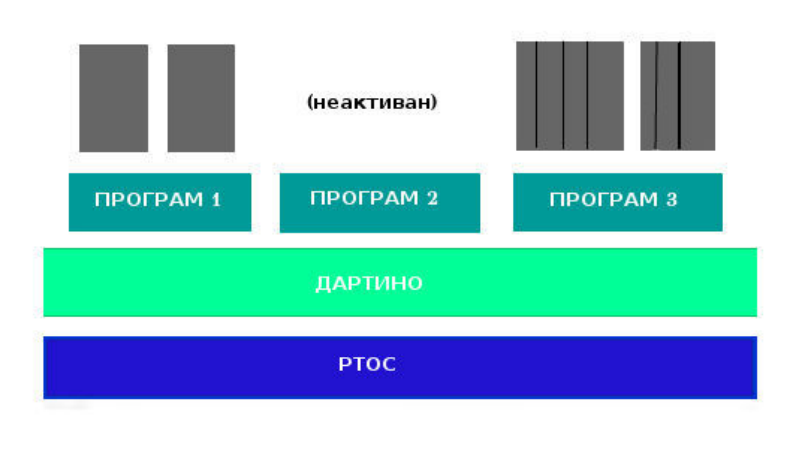 (неактиван)
ПРОГРАМ 1
ПРОГРАМ 2
ПРОГРАМ 3
ДАРТИНО
РТОС